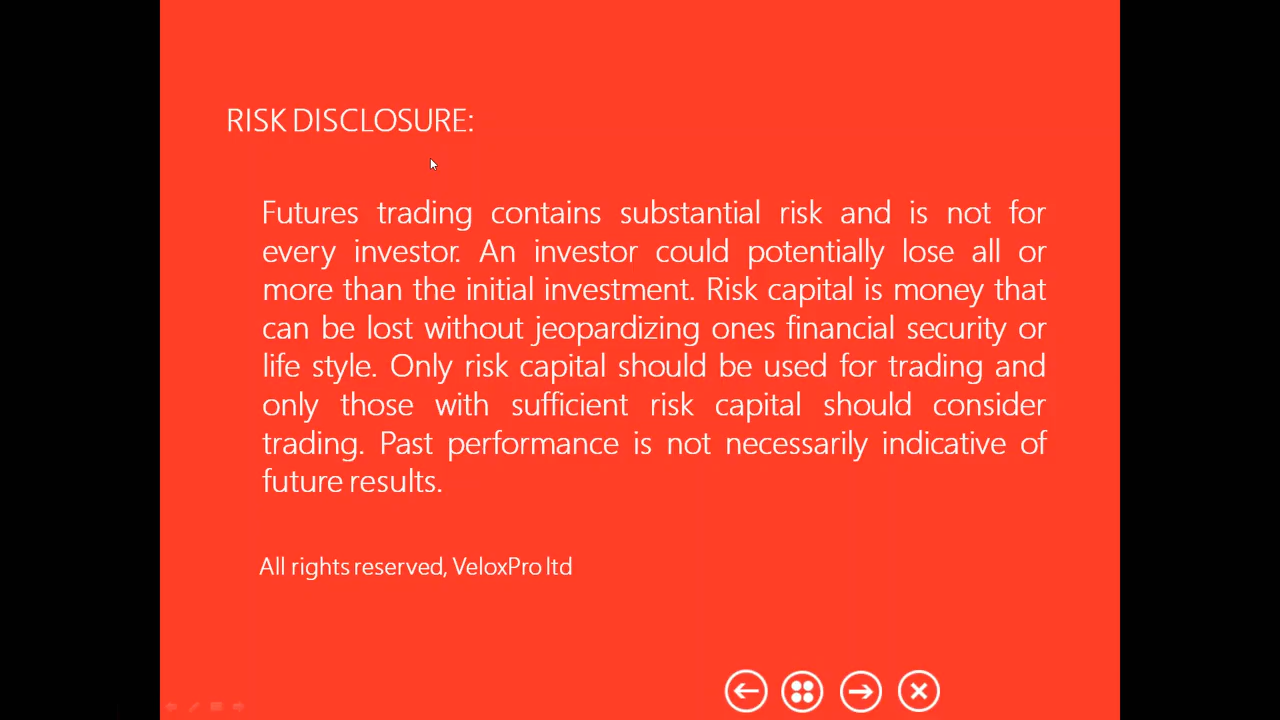 RISK DISCLOSURE:
Futures trading contains substantial risk and is not for
every investor. An investor could potentially lose all or
more than the initial investment. Risk capital is money that
can be lost without jeopardizing ones financial security or
life style. Only risk capital should be used for trading and
only those with sufficient risk capital should consider
trading. Past performance is not necessarily indicative of
future results.
All rights reserved, VeloxPro ltd